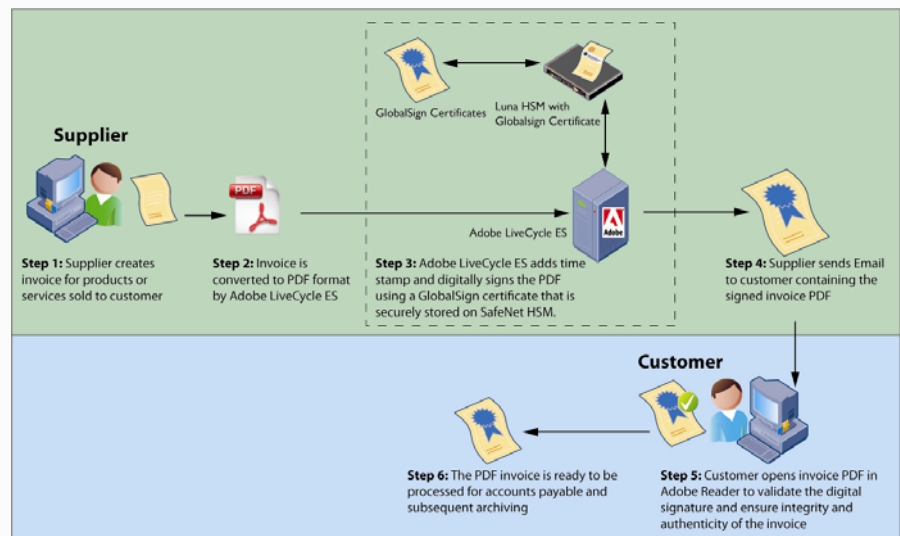 GlobalSign Certificates
Luna HSM with
Globalsign Certificate
Supplier
PDF
Adobe
Adobe LiveCycle ES
Step 1: Supplier creates
invoice for products or
services sold to customer
Step 2: Invoice is
converted to PDF format
by Adobe LiveCycle ES
Step 3: Adobe LiveCycle ES adds time
stamp and digitally signs the PDF
using a GlobalSign certificate that is
securely stored on SafeNet HSM.
Step 4: Supplier sends Email
to customer containing the
signed invoice PDF
Customer
Step 5: Customer opens invoice PDF in
Adobe Reader to validate the digital
signature and ensure integrity and
authenticity of the invoice
Step 6: The PDF invoice is ready to be
processed for accounts payable and
subsequent archiving